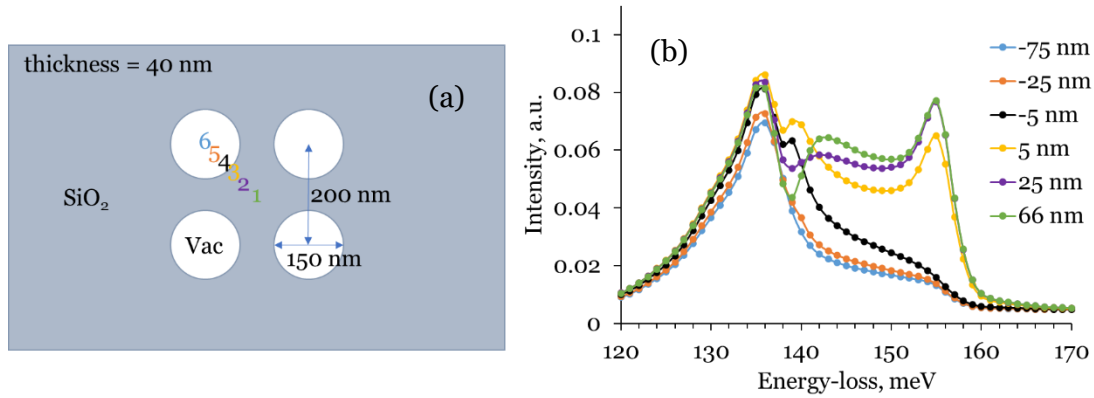 thickness = 40 nm
(a)
6
5
4
3
2
1
200 nm
SiO₂
Vac
150 nm
(b)
Intensity, a.u.
0.1
0.08
0.06
0.04
0.02
0
120
130
140
150
160
170
Energy-loss, meV
-75 nm
-25 nm
-5 nm
5 nm
25 nm
66 nm